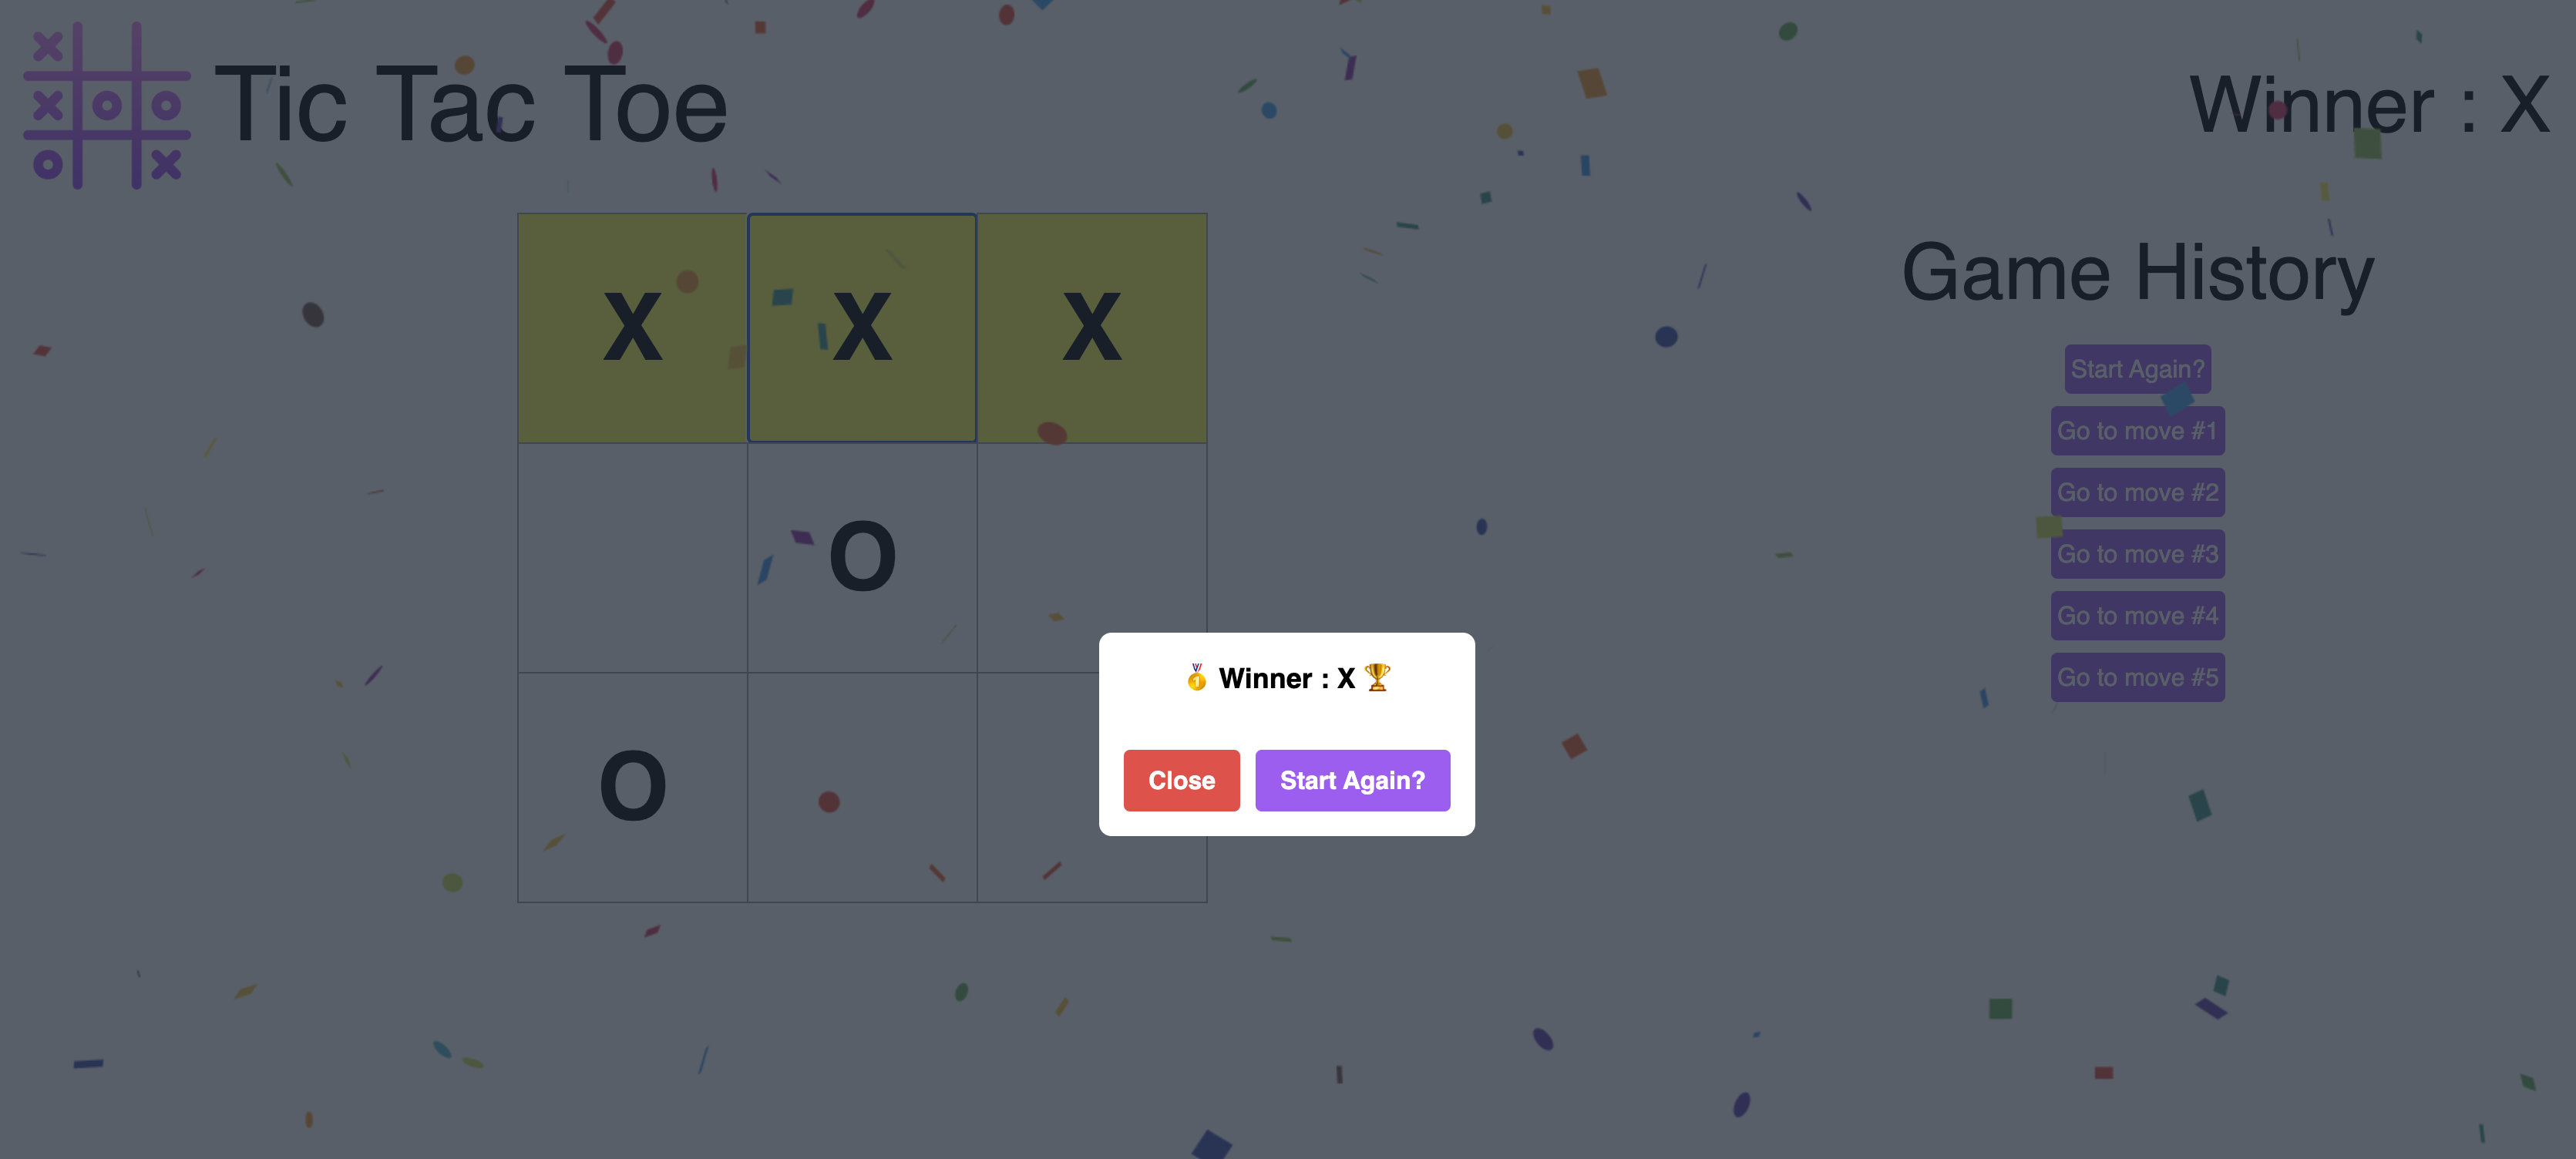 Tic Tac Toe
Winner : X
Game History
X X X
O
O
Start Again?
Go to move #1
Go to move #2
Go to move #3
Go to move #4
Go to move #5
🥇 Winner : X 🏆
Close Start Again?